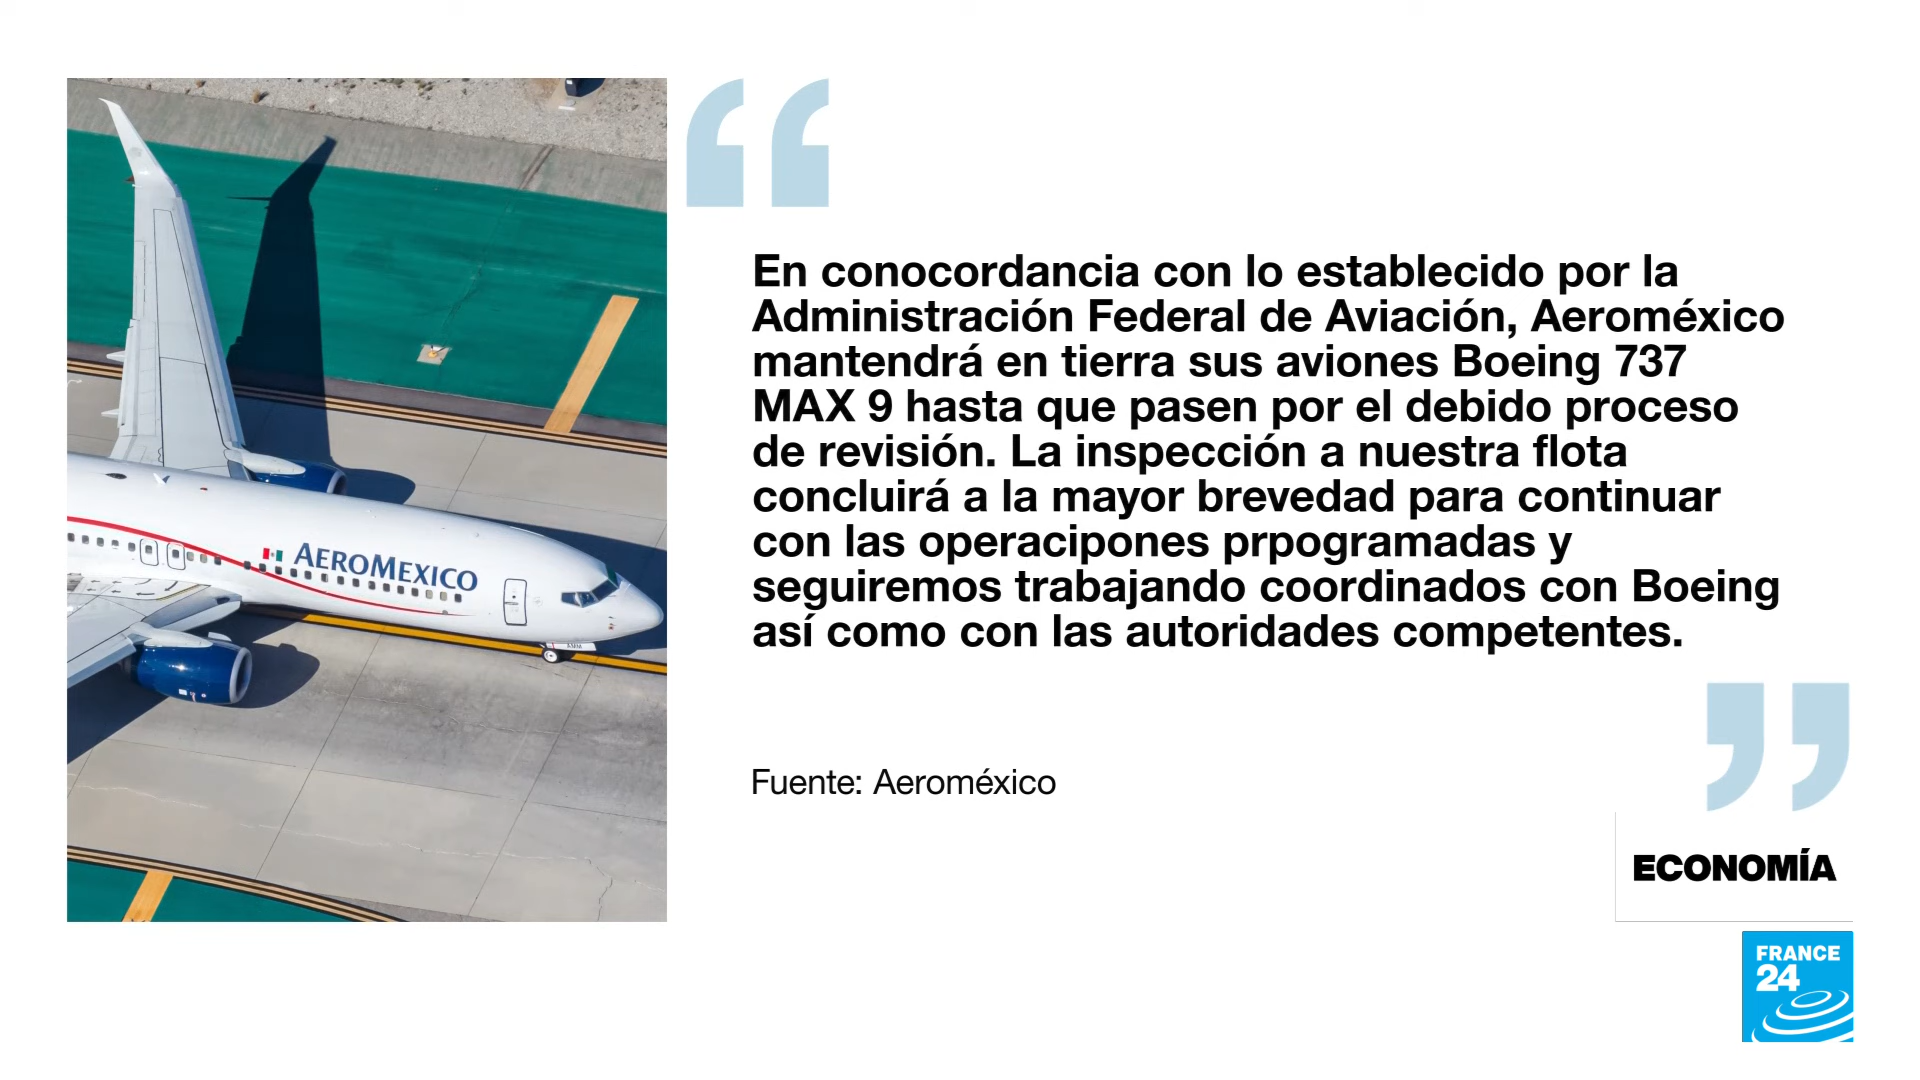 AEROMEXICO
En conocordancia con lo establecido por la
Administración Federal de Aviación, Aeroméxico
mantendrá en tierra sus aviones Boeing 737
MAX 9 hasta que pasen por el debido proceso
de revisión. La inspección a nuestra flota
concluirá a la mayor brevedad para continuar
con las operacipones prpogramadas y
seguiremos trabajando coordinados con Boeing
así como con las autoridades competentes.
Fuente: Aeroméxico
ECONOMÍA
FRANCE
24